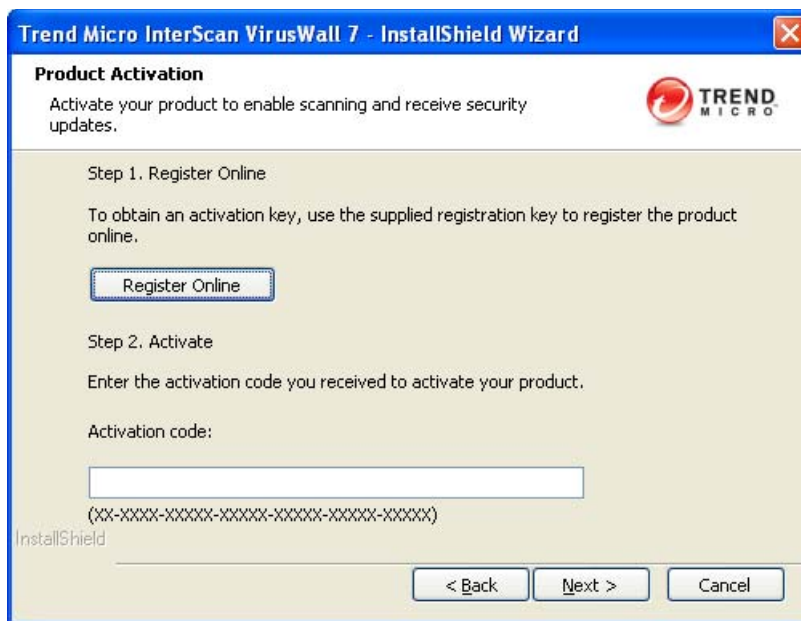 Trend Micro InterScan VirusWall 7 - InstallShield Wizard
Product Activation
Activate your product to enable scanning and receive security
updates.
TREND
MICRO
Step 1. Register Online
To obtain an activation key, use the supplied registration key to register the product
online.
Register Online
Step 2. Activate
Enter the activation code you received to activate your product.
Activation code:
(XX-XXXX-XXXXX-XXXXX-XXXXX-XXXXX-XXXXX)
InstallShield
< Back
Next >
Cancel